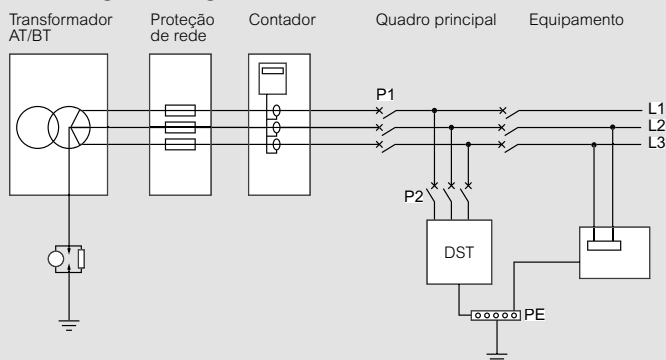 Transformador
AT/BT
Proteção
de rede
Contador
Quadro principal
Equipamento
P1
L1
L2
L3
P2
DST
PE